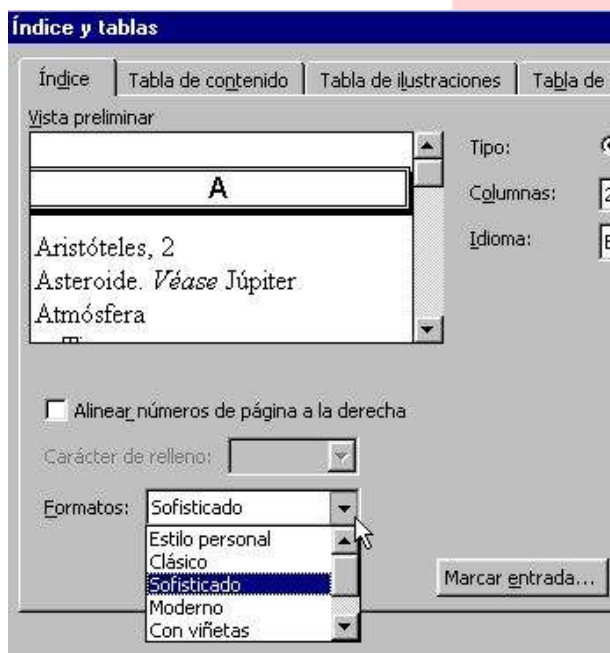 Índice y tablas
Índice Tabla de contenido Tabla de ilustraciones Tabla de
Vista preliminar
Tipo:
A
Columnas: 2
Idioma: E
Aristóteles, 2
Asteroide. Véase Júpiter
Atmósfera
Alinear números de página a la derecha
Carácter de relleno:
Formatos: Sofisticado
Estilo personal
Clásico
Sofisticado
Moderno
Con viñetas
Marcar entrada...